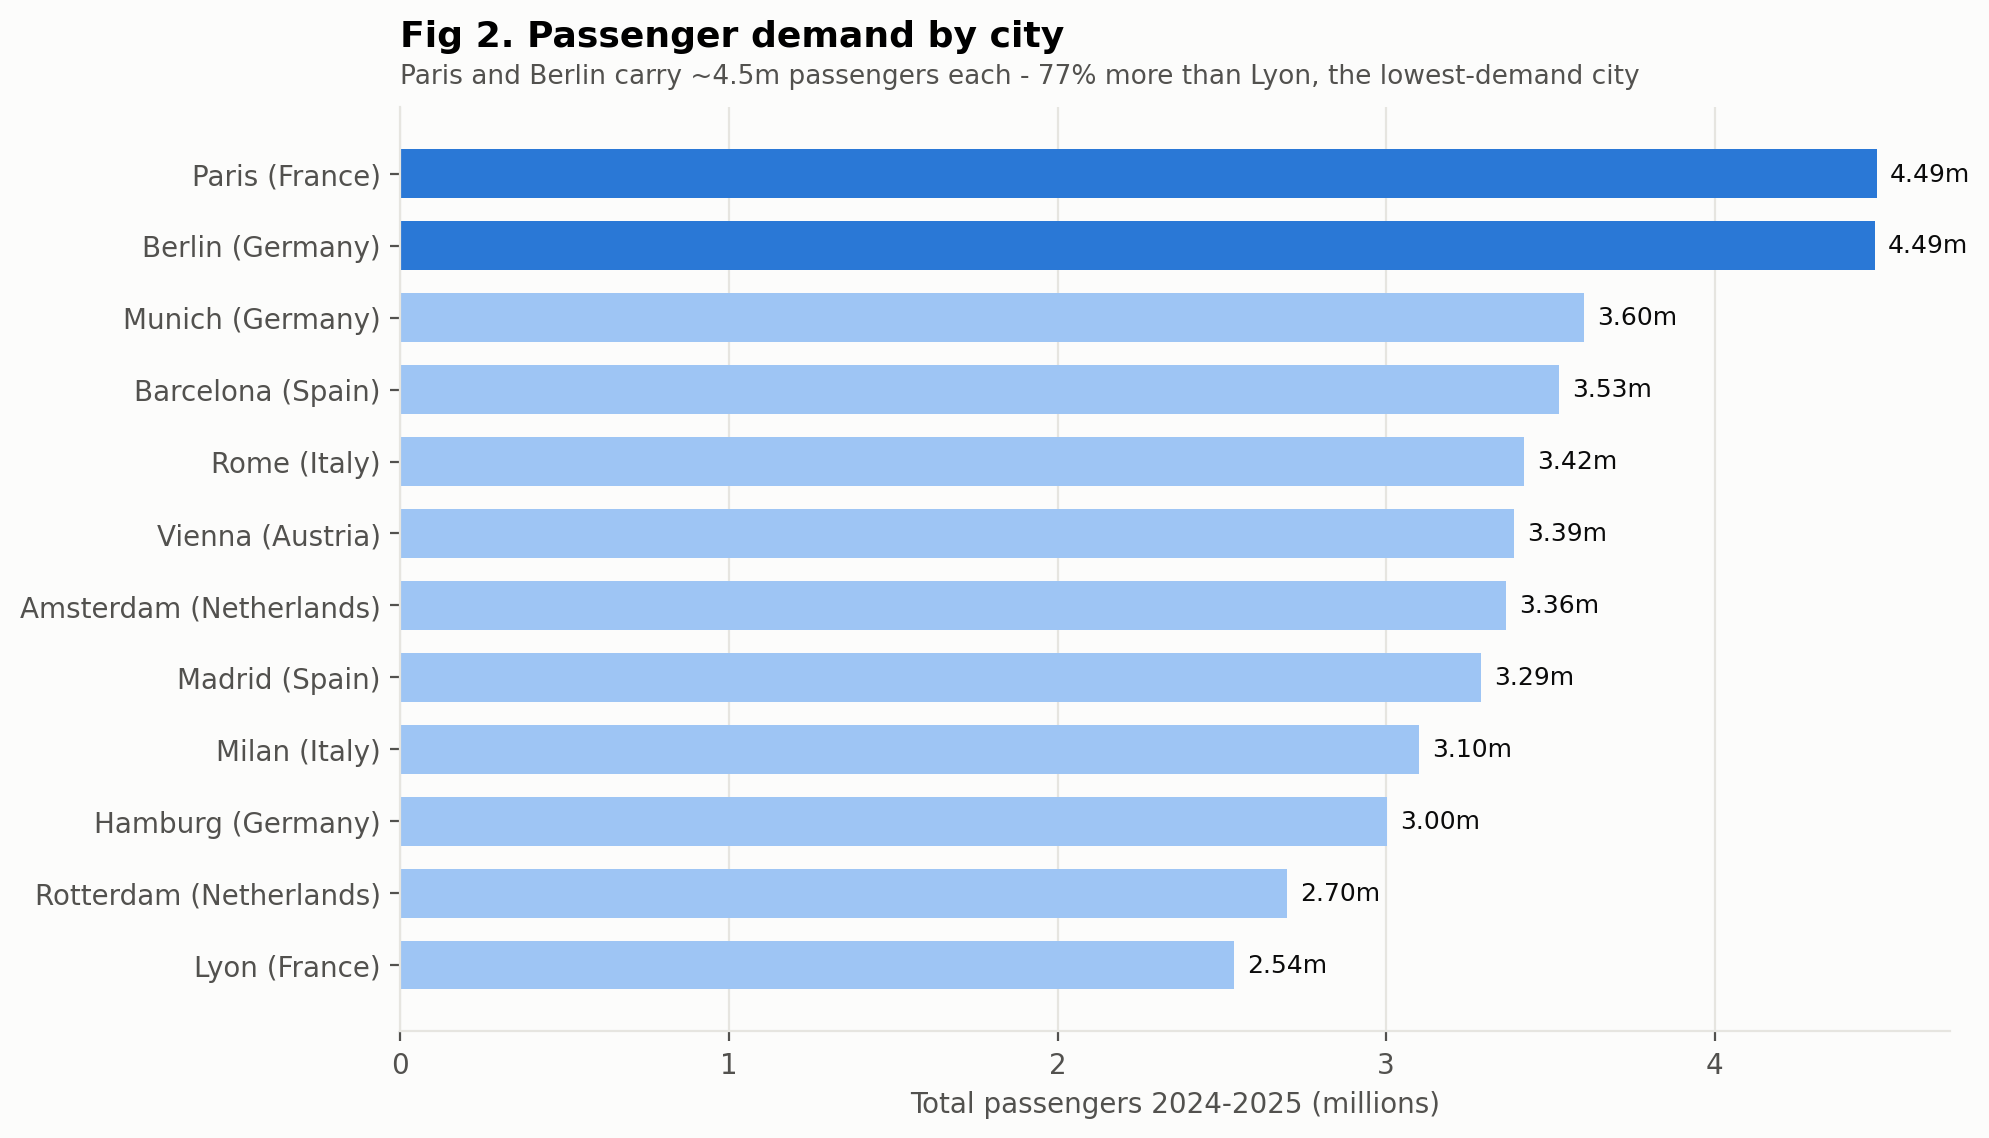 Fig 2. Passenger demand by city
Paris and Berlin carry ~4.5m passengers each - 77% more than Lyon, the lowest-demand city
Paris (France) 4.49m
Berlin (Germany) 4.49m
Munich (Germany) 3.60m
Barcelona (Spain) 3.53m
Rome (Italy) 3.42m
Vienna (Austria) 3.39m
Amsterdam (Netherlands) 3.36m
Madrid (Spain) 3.29m
Milan (Italy) 3.10m
Hamburg (Germany) 3.00m
Rotterdam (Netherlands) 2.70m
Lyon (France) 2.54m
0 1 2 3 4
Total passengers 2024-2025 (millions)